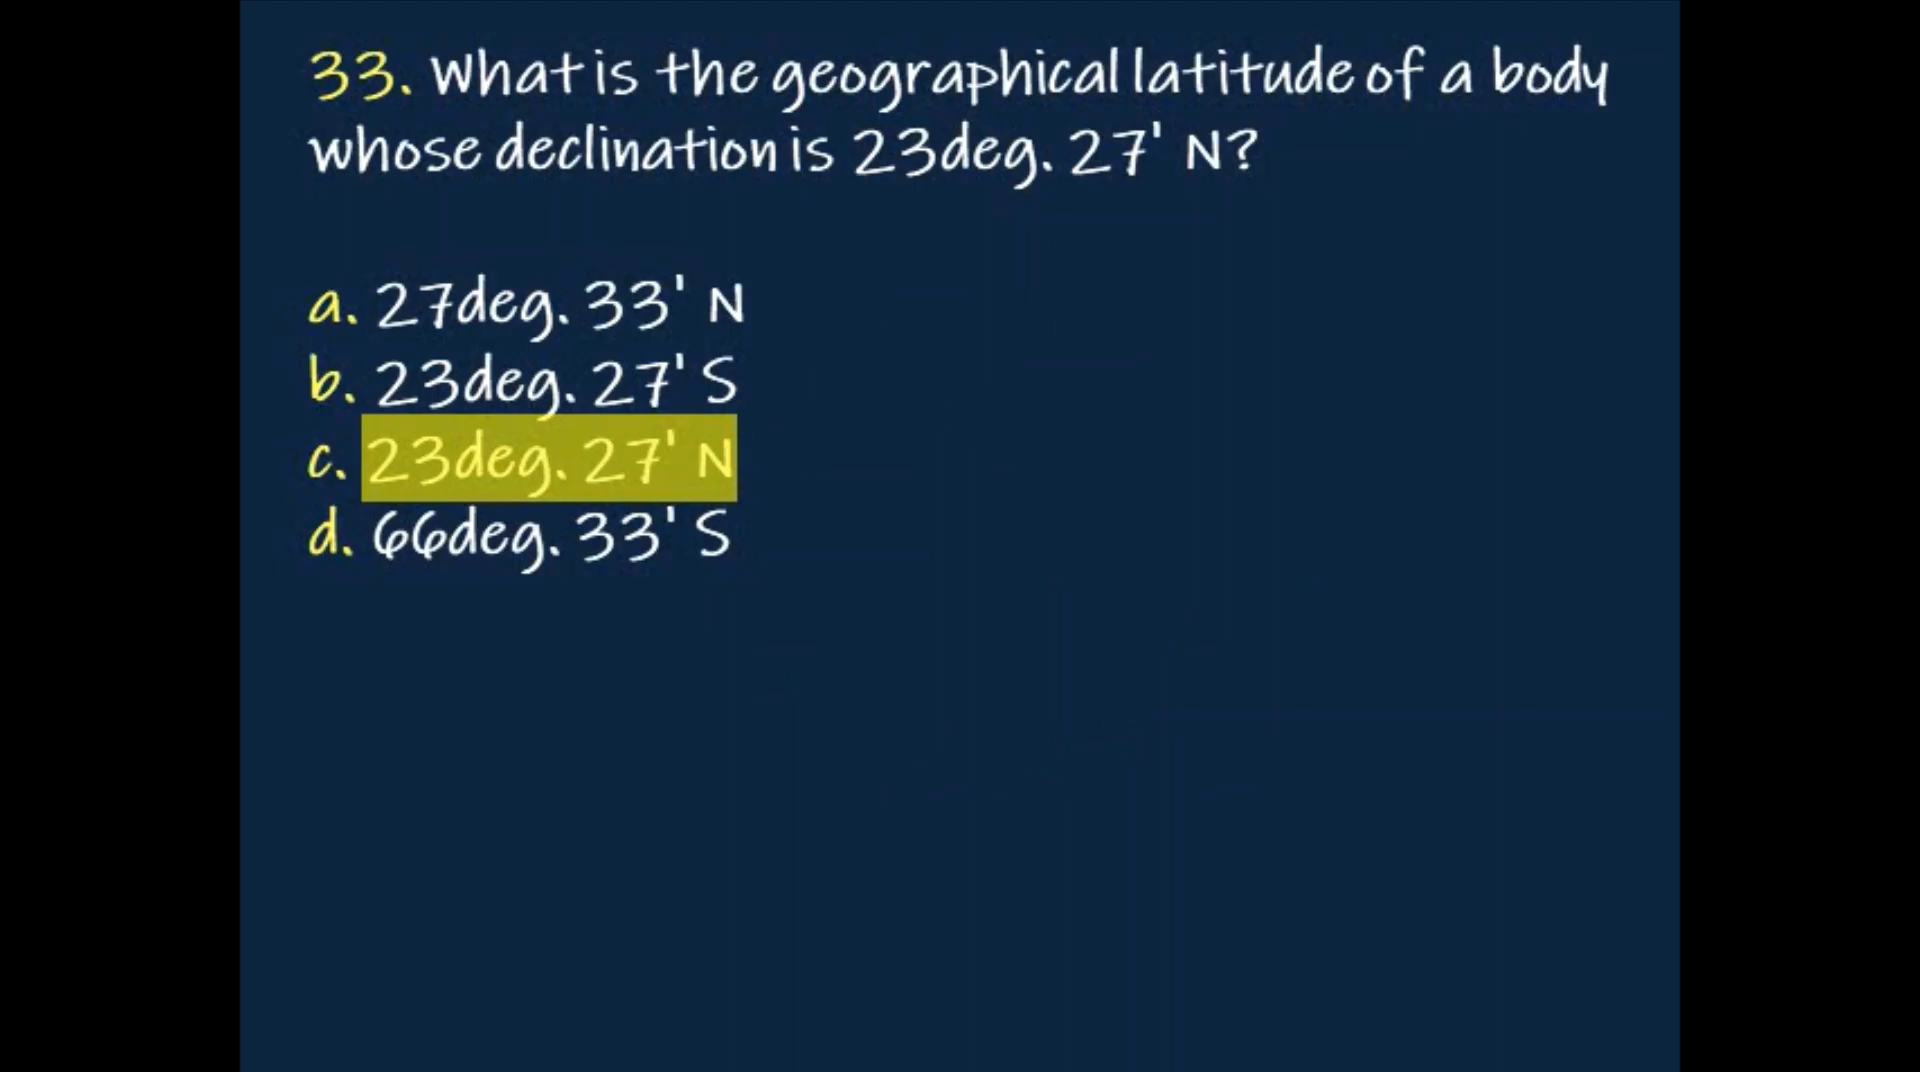 33. What is the geographical latitude of a body
whose declination is 23deg. 27' N?
a. 27deg. 33' N
b. 23deg. 27' S
c. 23deg. 27' N
d. 66deg. 33' S